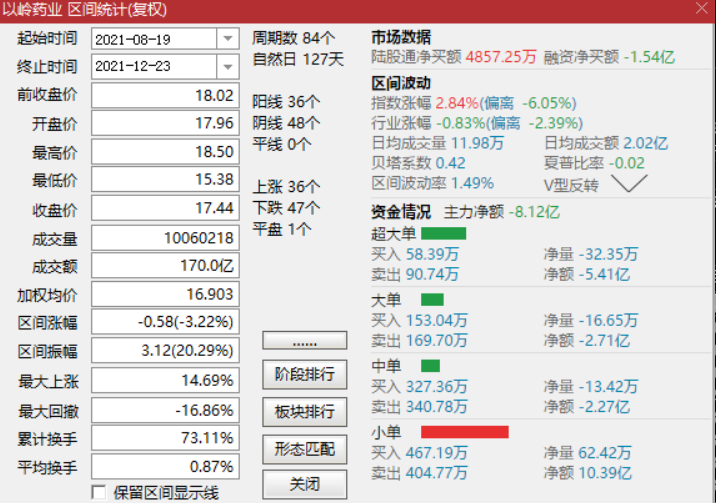 以岭药业 区间统计(复权)
起始时间 2021-08-19
终止时间 2021-12-23
前收盘价 18.02
开盘价 17.96
最高价 18.50
最低价 15.38
收盘价 17.44
成交量 10060218
成交额 170.0亿
加权均价 16.903
区间涨幅 -0.58(-3.22%)
区间振幅 3.12(20.29%)
最大上涨 14.69%
最大回撤 -16.86%
累计换手 73.11%
平均换手 0.87%
保留区间显示线
周期数 84个
自然日 127天
阳线 36个
阴线 48个
平线 0个
上涨 36个
下跌 47个
平盘 1个
......
阶段排行
板块排行
形态匹配
关闭
市场数据
陆股通净买额 4857.25万 融资净买额 -1.54亿
区间波动
指数涨幅 2.84%(偏离 -6.05%)
行业涨幅 -0.83%(偏离 -2.39%)
日均成交量 11.98万 日均成交额 2.02亿
贝塔系数 0.42 夏普比率 -0.02
区间波动率 1.49% V型反转
资金情况 主力净额 -8.12亿
超大单
买入 58.39万 净量 -32.35万
卖出 90.74万 净额 -5.41亿
大单
买入 153.04万 净量 -16.65万
卖出 169.70万 净额 -2.71亿
中单
买入 327.36万 净量 -13.42万
卖出 340.78万 净额 -2.27亿
小单
买入 467.19万 净量 62.42万
卖出 404.77万 净额 10.39亿